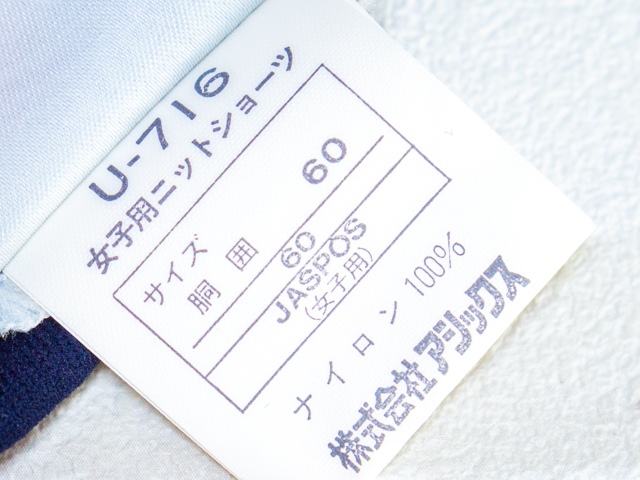 U-716
女子用ニットショーツ
サイズ 60
胴囲 60
JASPOS
(女子用)
ナイロン 100%
株式会社アシックス